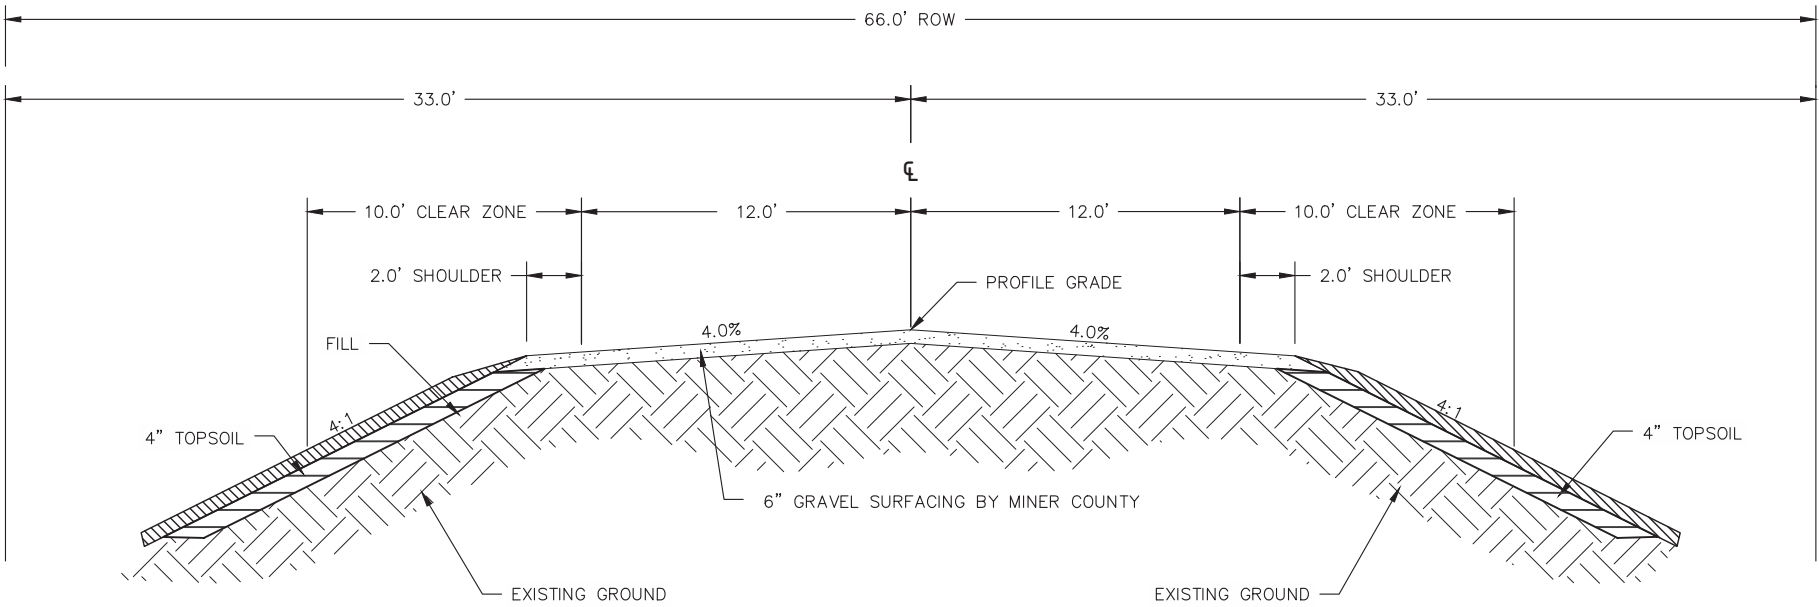 66.0' ROW
33.0'
33.0'
℄
10.0' CLEAR ZONE
12.0'
12.0'
10.0' CLEAR ZONE
2.0' SHOULDER
2.0' SHOULDER
PROFILE GRADE
4.0%
4.0%
FILL
4:1
4:1
4" TOPSOIL
4" TOPSOIL
6" GRAVEL SURFACING BY MINER COUNTY
EXISTING GROUND
EXISTING GROUND